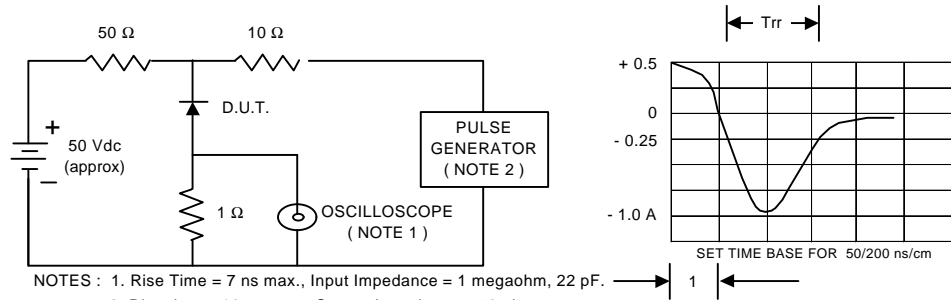 50 Ω
10 Ω
Trr
+ 0.5
D.U.T.
0
+
50 Vdc
(approx)
−
PULSE
GENERATOR
( NOTE 2 )
- 0.25
1 Ω
OSCILLOSCOPE
( NOTE 1 )
- 1.0 A
SET TIME BASE FOR 50/200 ns/cm
NOTES : 1. Rise Time = 7 ns max., Input Impedance = 1 megaohm, 22 pF.
1